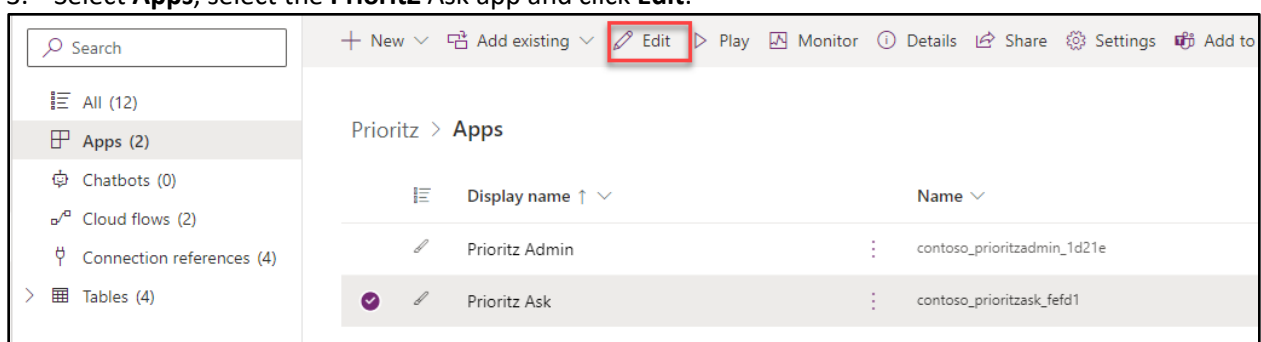 Select Apps, select the Prioritz Ask app and click Edit.
Search
New Add existing Edit Play Monitor Details Share Settings Add to
All (12)
Apps (2)
Prioritz > Apps
Chatbots (0)
Display name ↑ Name
Cloud flows (2)
Prioritz Admin contoso_prioritzadmin_1d21e
Connection references (4)
Tables (4)
Prioritz Ask contoso_prioritzask_fefd1